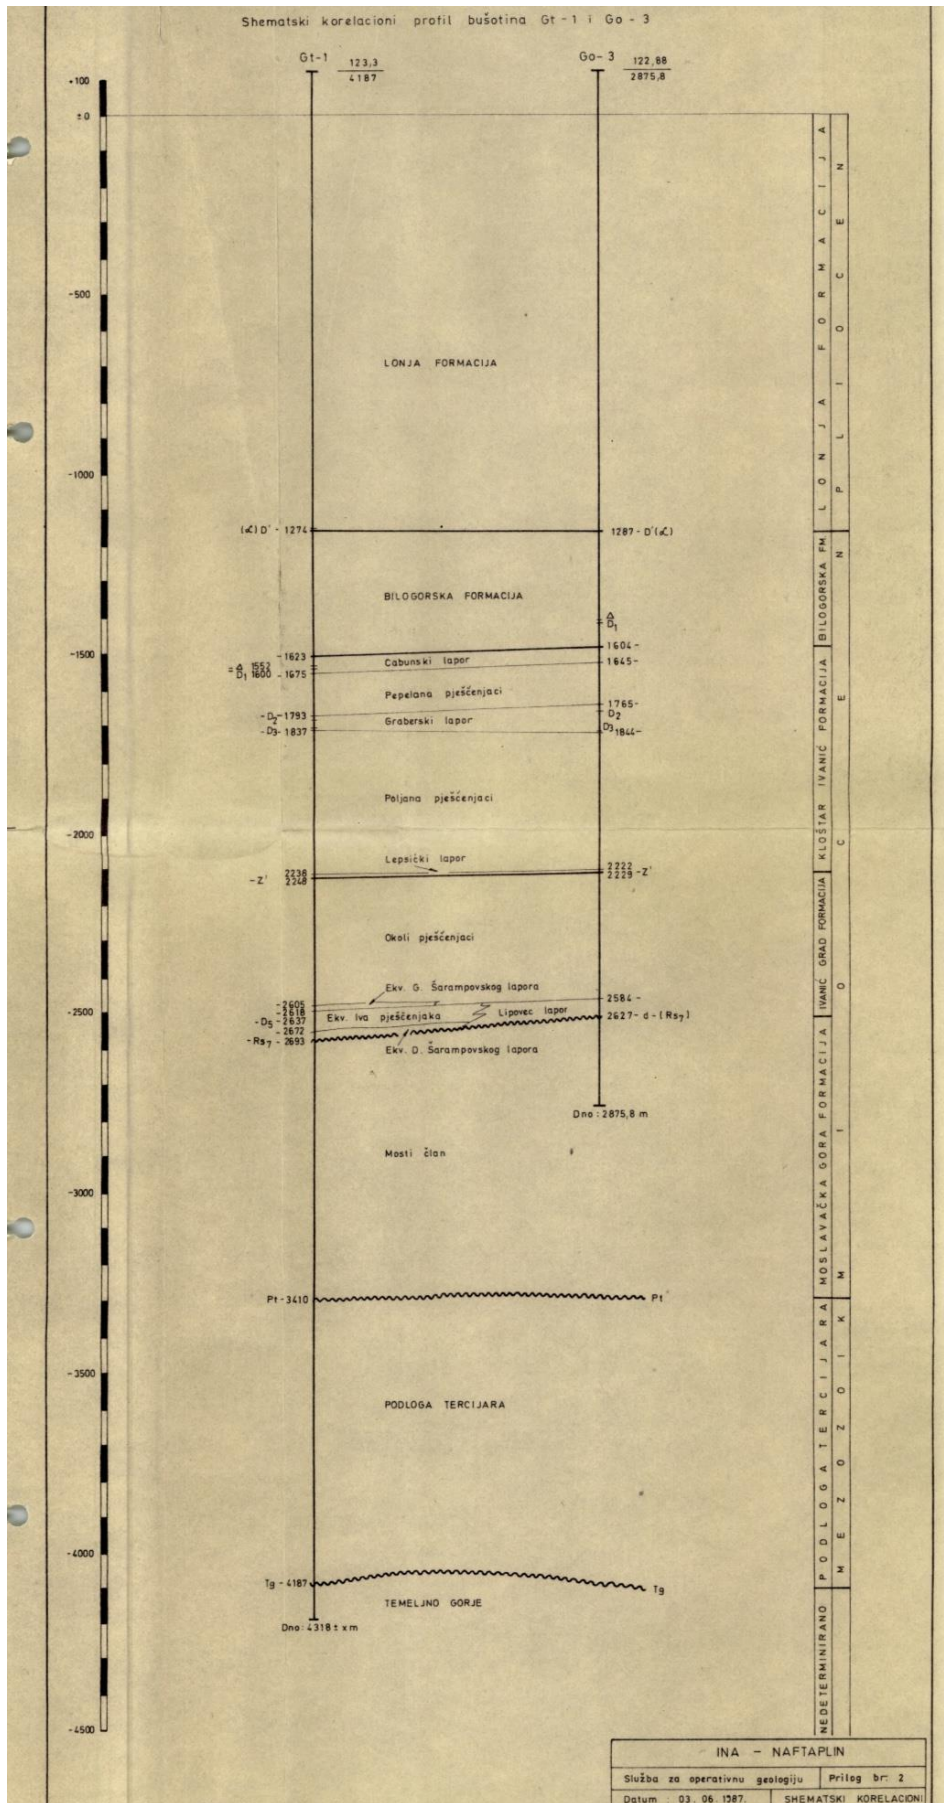 Shematski korelacioni profil bušotina Gt - 1 i Go - 3
Gt-1 123,3
4187
Go-3 122,88
2875,8
+100
±0
-500
-1000
-1500
-2000
-2500
-3000
-3500
-4000
-4500
LONJA FORMACIJA
D' - 1274
1287 - D'
BILOGORSKA FORMACIJA
Δ
D1
-1623
1604-
Cabunski lapor
= Δ 1553
D1 1600 - 1675
1645-
Pepelana pješčenjaci
1765-
-D2-1793
D2
Graberski lapor
-D3-1837
D3 1844-
Poljana pješčenjaci
Lepsički lapor
2238
2222
-Z' 2248
2229 -Z'
Okoli pješčenjaci
Ekv. G. Šarampovskog lapora
-2605
2584-
-2618
Ekv. Iva pješčenjaka
Lipovec lapor
-D5-2637
2627- d-(Rs7)
-2672
-Rs7-2693
Ekv. D. Šarampovskog lapora
Dno: 2875,8 m
Mosti član
Pt-3410
Pt
PODLOGA TERCIJARA
Tg-4187
Tg
TEMELJNO GORJE
Dno: 4318 ± x m
LONJA FORMACIJA
BILOGORSKA FM.
KLOŠTAR IVANIĆ FORMACIJA
IVANIĆ GRAD FORMACIJA
MOSLAVAČKA GORA FORMACIJA
PODLOGA TERCIJARA
NEDETERMINIRANO
PLIOCEN
MIOCEN
MEZOZOIK
INA - NAFTAPLIN
Služba za operativnu geologiju
Prilog br. 2
Datum : 03. 06. 1987.
SHEMATSKI KORELACIONI